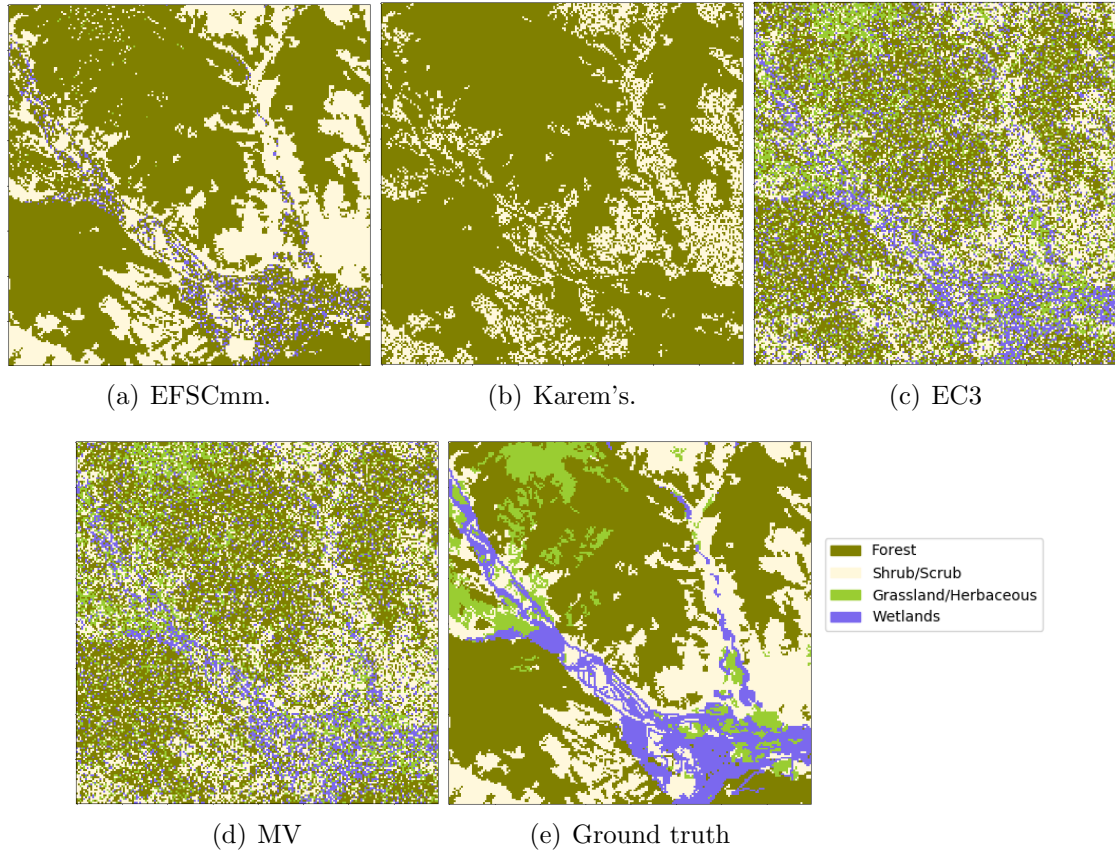 (a) EFSCmm.
(b) Karem's.
(c) EC3
(d) MV
(e) Ground truth
Forest
Shrub/Scrub
Grassland/Herbaceous
Wetlands